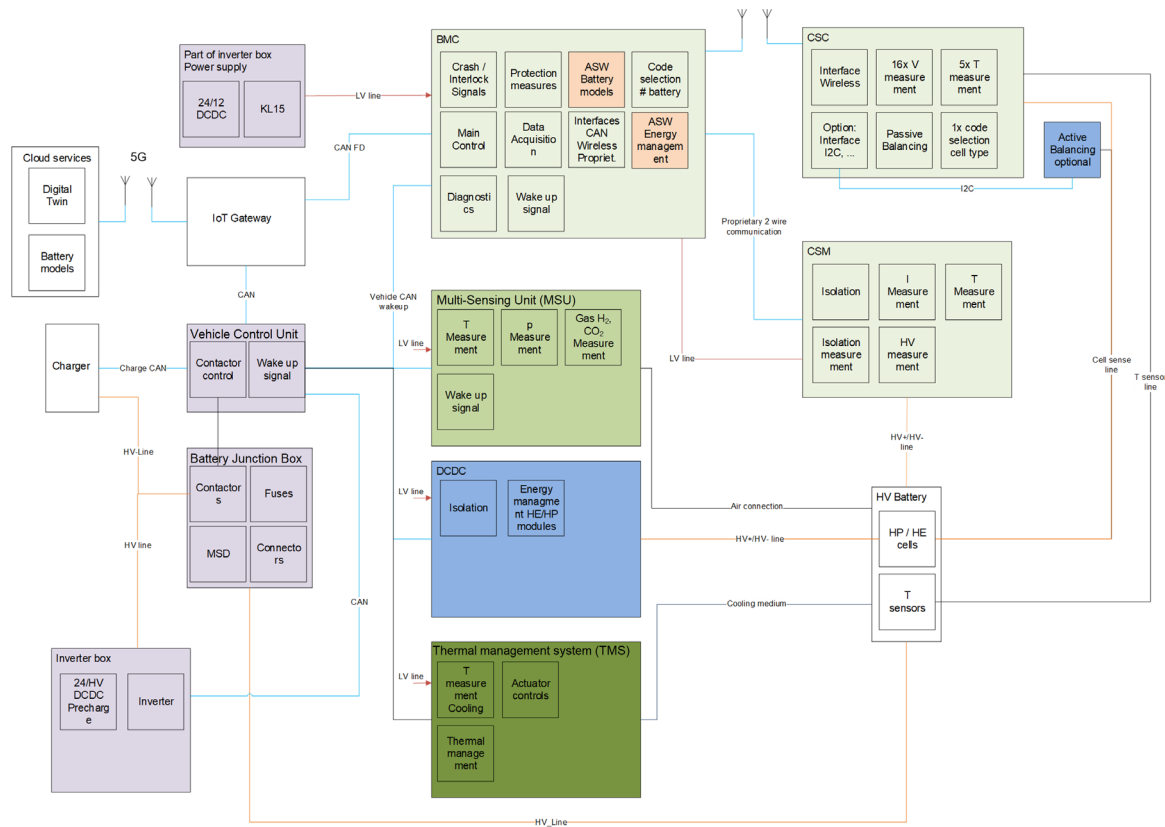 Part of inverter box
Power supply
24/12
DCDC
KL15
LV line
BMC
Crash /
Interlock
Signals
Protection
measures
ASW
Battery
models
Code
selection
# battery
Main
Control
Data
Acquisitio
n
Interfaces
CAN
Wireless
Propriet.
ASW
Energy
managem
ent
Diagnosti
cs
Wake up
signal
CSC
Interface
Wireless
16x V
measure
ment
5x T
measure
ment
Option:
Interface
I2C, ...
Passive
Balancing
1x code
selection
cell type
Active
Balancing
optional
I2C
CAN FD
Cloud services
Digital
Twin
Battery
models
5G
IoT Gateway
CAN
Vehicle CAN
wakeup
Proprietary 2 wire
communication
CSM
Isolation
I
Measure
ment
T
Measure
ment
Isolation
measure
ment
HV
measure
ment
LV line
Cell sense
line
T sensor
line
HV+/HV-
line
Multi-Sensing Unit (MSU)
T
Measure
ment
p
Measure
ment
Gas H₂,
CO₂
Measure
ment
Wake up
signal
LV line
Charger
Charge CAN
Vehicle Control Unit
Contactor
control
Wake up
signal
HV-Line
Battery Junction Box
Contactor
s
Fuses
MSD
Connecto
rs
HV line
CAN
DCDC
Isolation
Energy
managme
nt HE/HP
modules
LV line
Air connection
HV+/HV- line
HV Battery
HP / HE
cells
T
sensors
Cooling medium
Inverter box
24/HV
DCDC
Precharg
e
Inverter
Thermal management system (TMS)
T
measure
ment
Cooling
Actuator
controls
Thermal
manage
ment
LV line
HV_Line